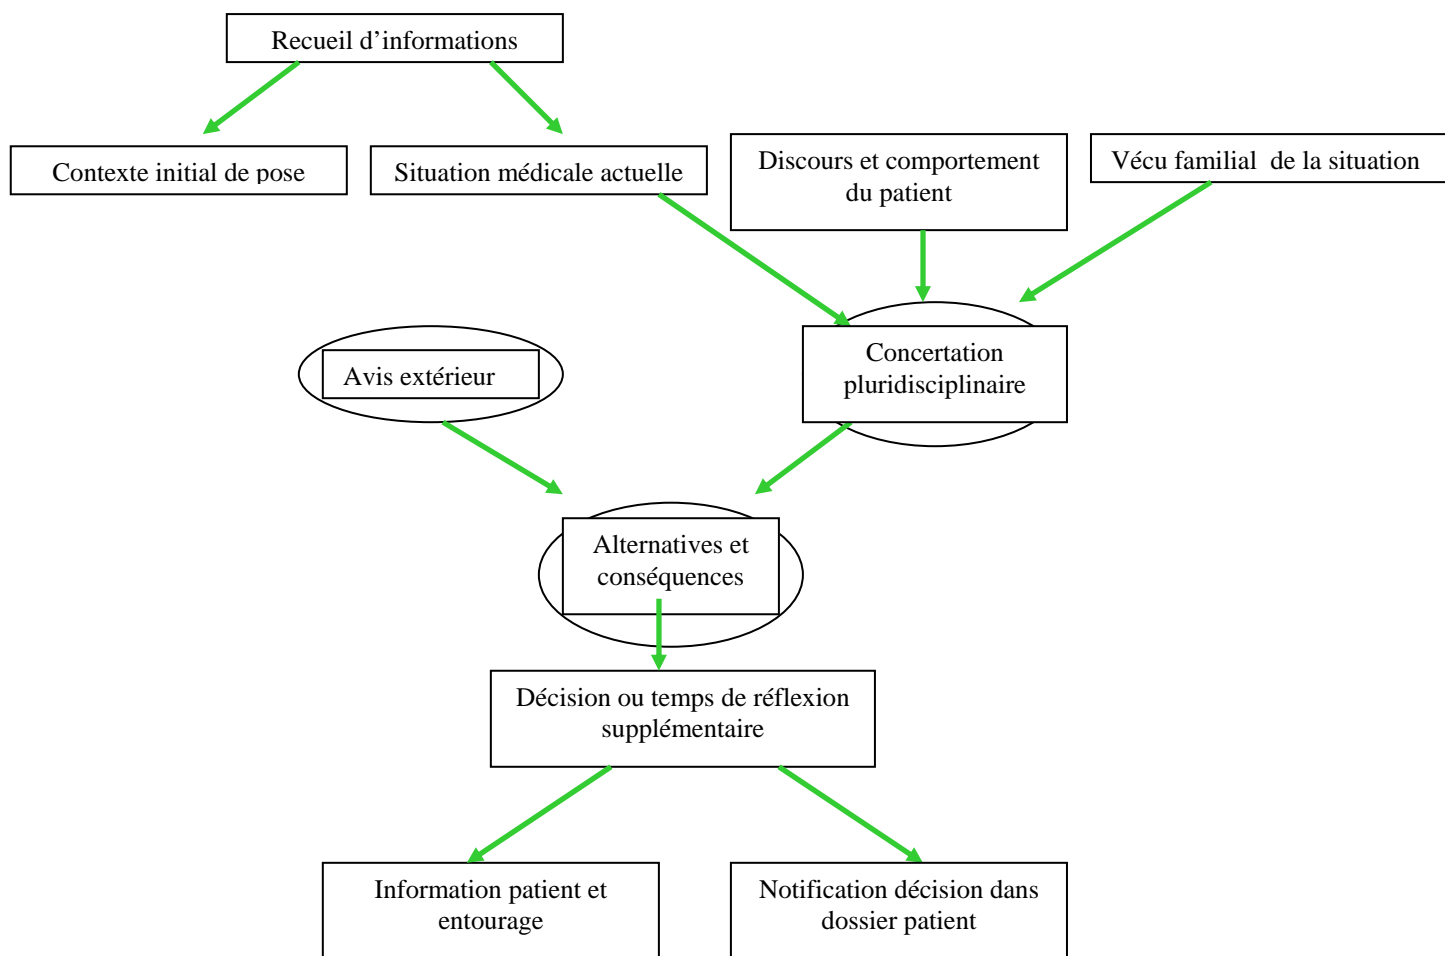 Recueil d’informations
Contexte initial de pose
Situation médicale actuelle
Discours et comportement
du patient
Vécu familial  de la situation
Avis extérieur
Concertation
pluridisciplinaire
Alternatives et
conséquences
Décision ou temps de réflexion
supplémentaire
Information patient et
entourage
Notification décision dans
dossier patient